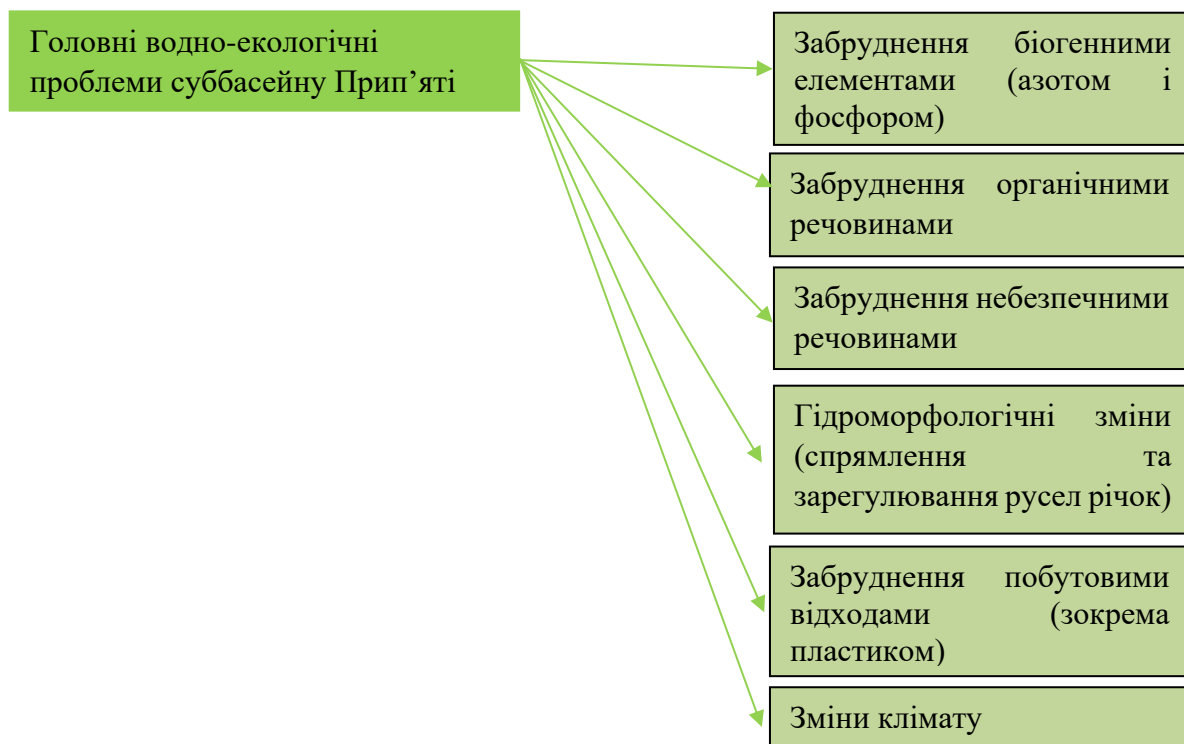 Головні водно-екологічні
проблеми суббасейну Прип’яті
Забруднення біогенними
елементами (азотом і
фосфором)
Забруднення органічними
речовинами
Забруднення небезпечними
речовинами
Гідроморфологічні зміни
(спрямлення та
зарегулювання русел річок)
Забруднення побутовими
відходами (зокрема
пластиком)
Зміни клімату